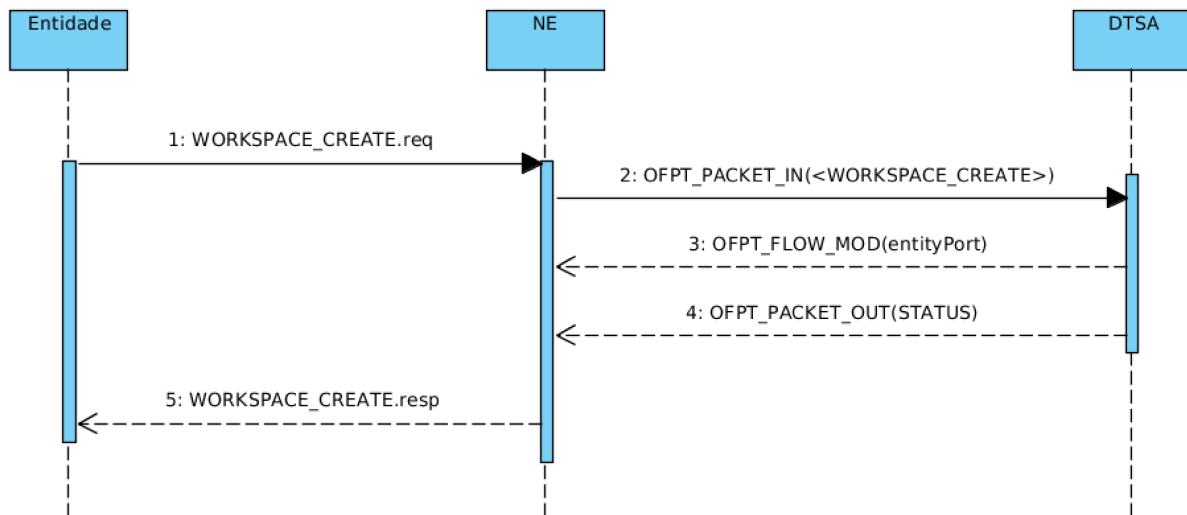 Entidade
NE
DTSA
1: WORKSPACE_CREATE.req
2: OFPT_PACKET_IN(<WORKSPACE_CREATE>)
3: OFPT_FLOW_MOD(entityPort)
4: OFPT_PACKET_OUT(STATUS)
5: WORKSPACE_CREATE.resp